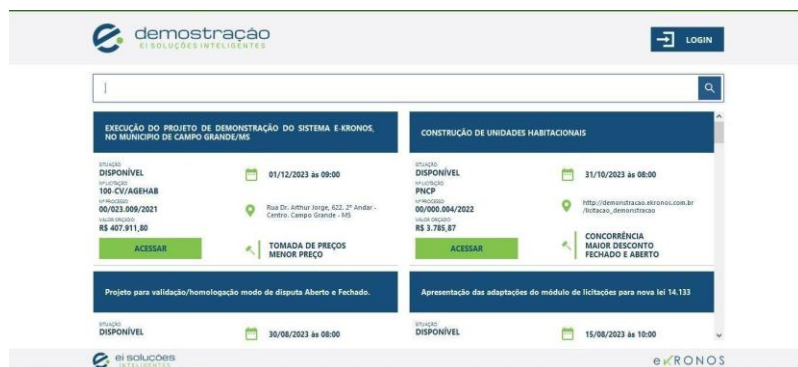 demostração
EI SOLUÇÕES INTELIGENTES
LOGIN
EXECUÇÃO DO PROJETO DE DEMONSTRAÇÃO DO SISTEMA E-KRONOS,
NO MUNICIPIO DE CAMPO GRANDE/MS
SITUAÇÃO
DISPONÍVEL
Nº LICITAÇÃO
100-CV/AGEHAB
Nº PROCESSO
00/023.009/2021
VALOR ORÇADO
R$ 407.911,80
ACESSAR
01/12/2023 às 09:00
Rua Dr. Arthur Jorge, 622. 2º Andar -
Centro. Campo Grande - MS
TOMADA DE PREÇOS
MENOR PREÇO
CONSTRUÇÃO DE UNIDADES HABITACIONAIS
SITUAÇÃO
DISPONÍVEL
Nº LICITAÇÃO
PNCP
Nº PROCESSO
00/000.004/2022
VALOR ORÇADO
R$ 3.785,87
ACESSAR
31/10/2023 às 08:00
http://demonstracao.ekronos.com.br
/licitacao_demonstracao
CONCORRÊNCIA
MAIOR DESCONTO
FECHADO E ABERTO
Projeto para validação/homologação modo de disputa Aberto e Fechado.
SITUAÇÃO
DISPONÍVEL
30/08/2023 às 08:00
Apresentação das adaptações do módulo de licitações para nova lei 14.133
SITUAÇÃO
DISPONÍVEL
15/08/2023 às 10:00
ei soluções
INTELIGENTES
eKRONOS